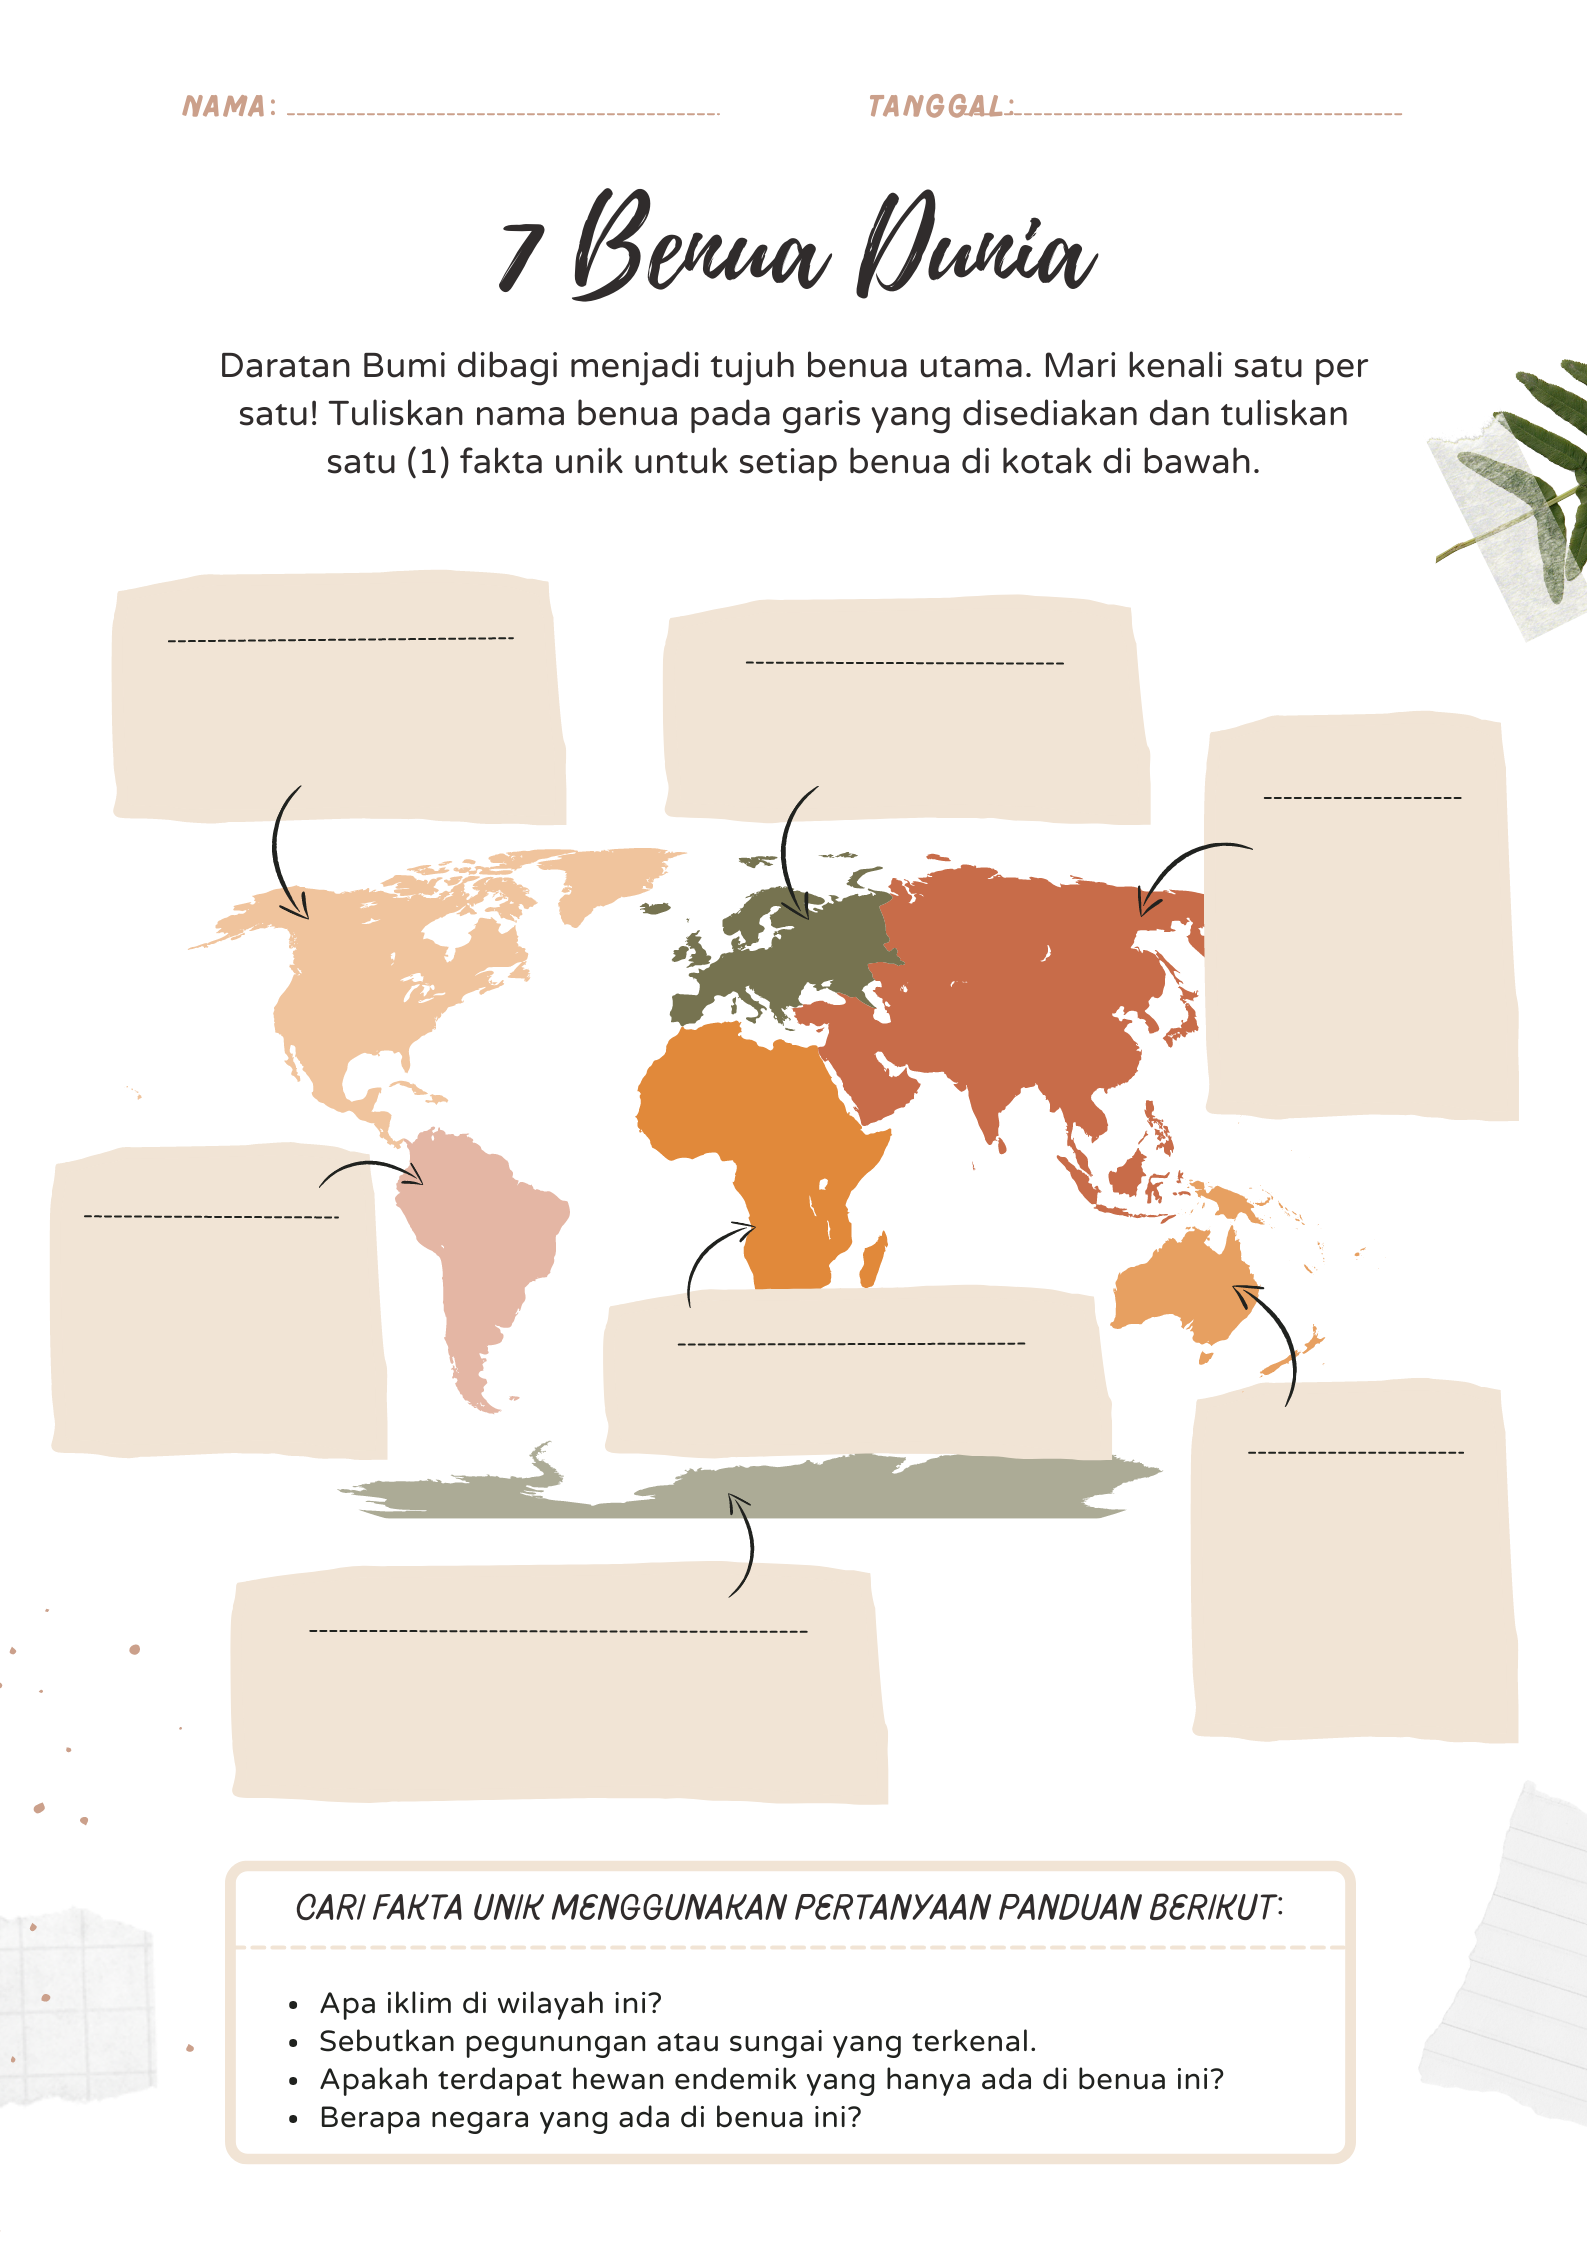 NAMA:
TANGGAL:
7 Benua Dunia
Daratan Bumi dibagi menjadi tujuh benua utama. Mari kenali satu per
satu! Tuliskan nama benua pada garis yang disediakan dan tuliskan
satu (1) fakta unik untuk setiap benua di kotak di bawah.
CARI FAKTA UNIK MENGGUNAKAN PERTANYAAN PANDUAN BERIKUT:
• Apa iklim di wilayah ini?
• Sebutkan pegunungan atau sungai yang terkenal.
• Apakah terdapat hewan endemik yang hanya ada di benua ini?
• Berapa negara yang ada di benua ini?